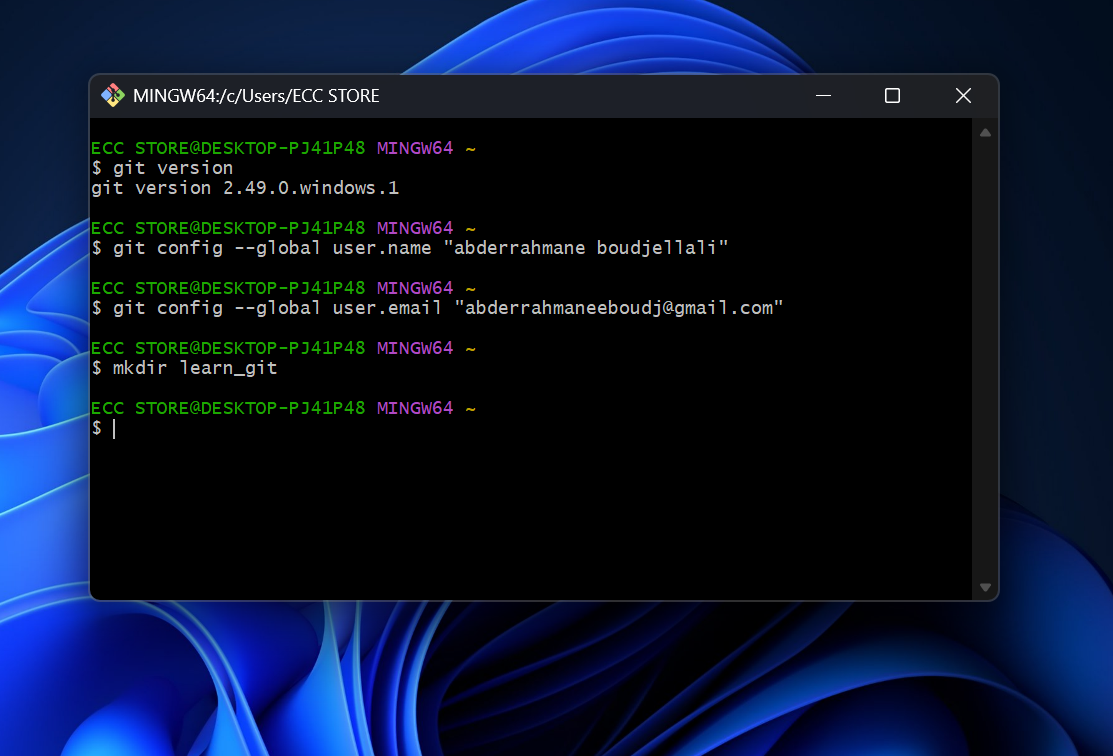 MINGW64:/c/Users/ECC STORE
ECC STORE@DESKTOP-PJ41P48 MINGW64 ~
$ git version
git version 2.49.0.windows.1
ECC STORE@DESKTOP-PJ41P48 MINGW64 ~
$ git config --global user.name "abderrahmane boudjellali"
ECC STORE@DESKTOP-PJ41P48 MINGW64 ~
$ git config --global user.email "abderrahmaneeboudj@gmail.com"
ECC STORE@DESKTOP-PJ41P48 MINGW64 ~
$ mkdir learn_git
ECC STORE@DESKTOP-PJ41P48 MINGW64 ~
$